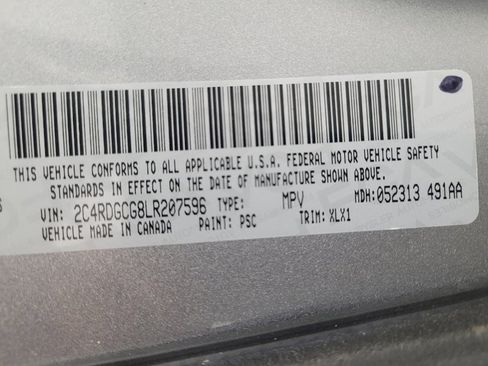 THIS VEHICLE CONFORMS TO ALL APPLICABLE U.S.A. FEDERAL MOTOR VEHICLE SAFETY
STANDARDS IN EFFECT ON THE DATE OF MANUFACTURE SHOWN ABOVE.
VIN: 2C4RDGCG8LR207596 TYPE: MPV MDH:052313 491AA
VEHICLE MADE IN CANADA PAINT: PSC TRIM: XLX1